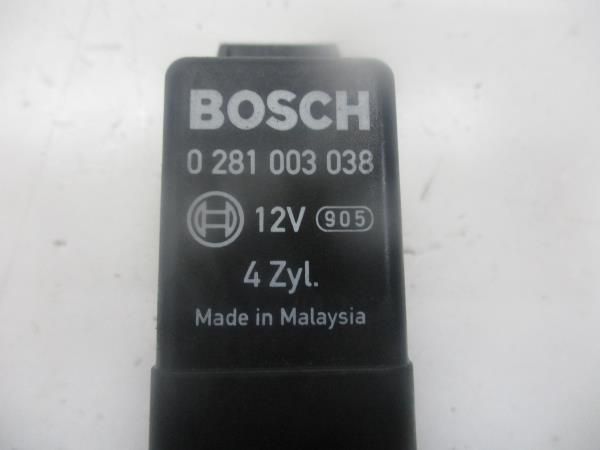 BOSCH
0 281 003 038
12V 905
4 Zyl.
Made in Malaysia